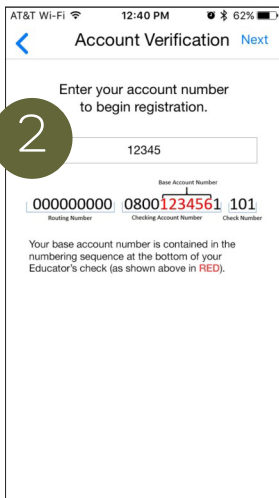 AT&T Wi-Fi 12:40 PM 62%
Account Verification Next
Enter your account number
to begin registration.
2
12345
Base Account Number
000000000 08001234561 101
Routing Number Checking Account Number Check Number
Your base account number is contained in the
numbering sequence at the bottom of your
Educator's check (as shown above in RED).